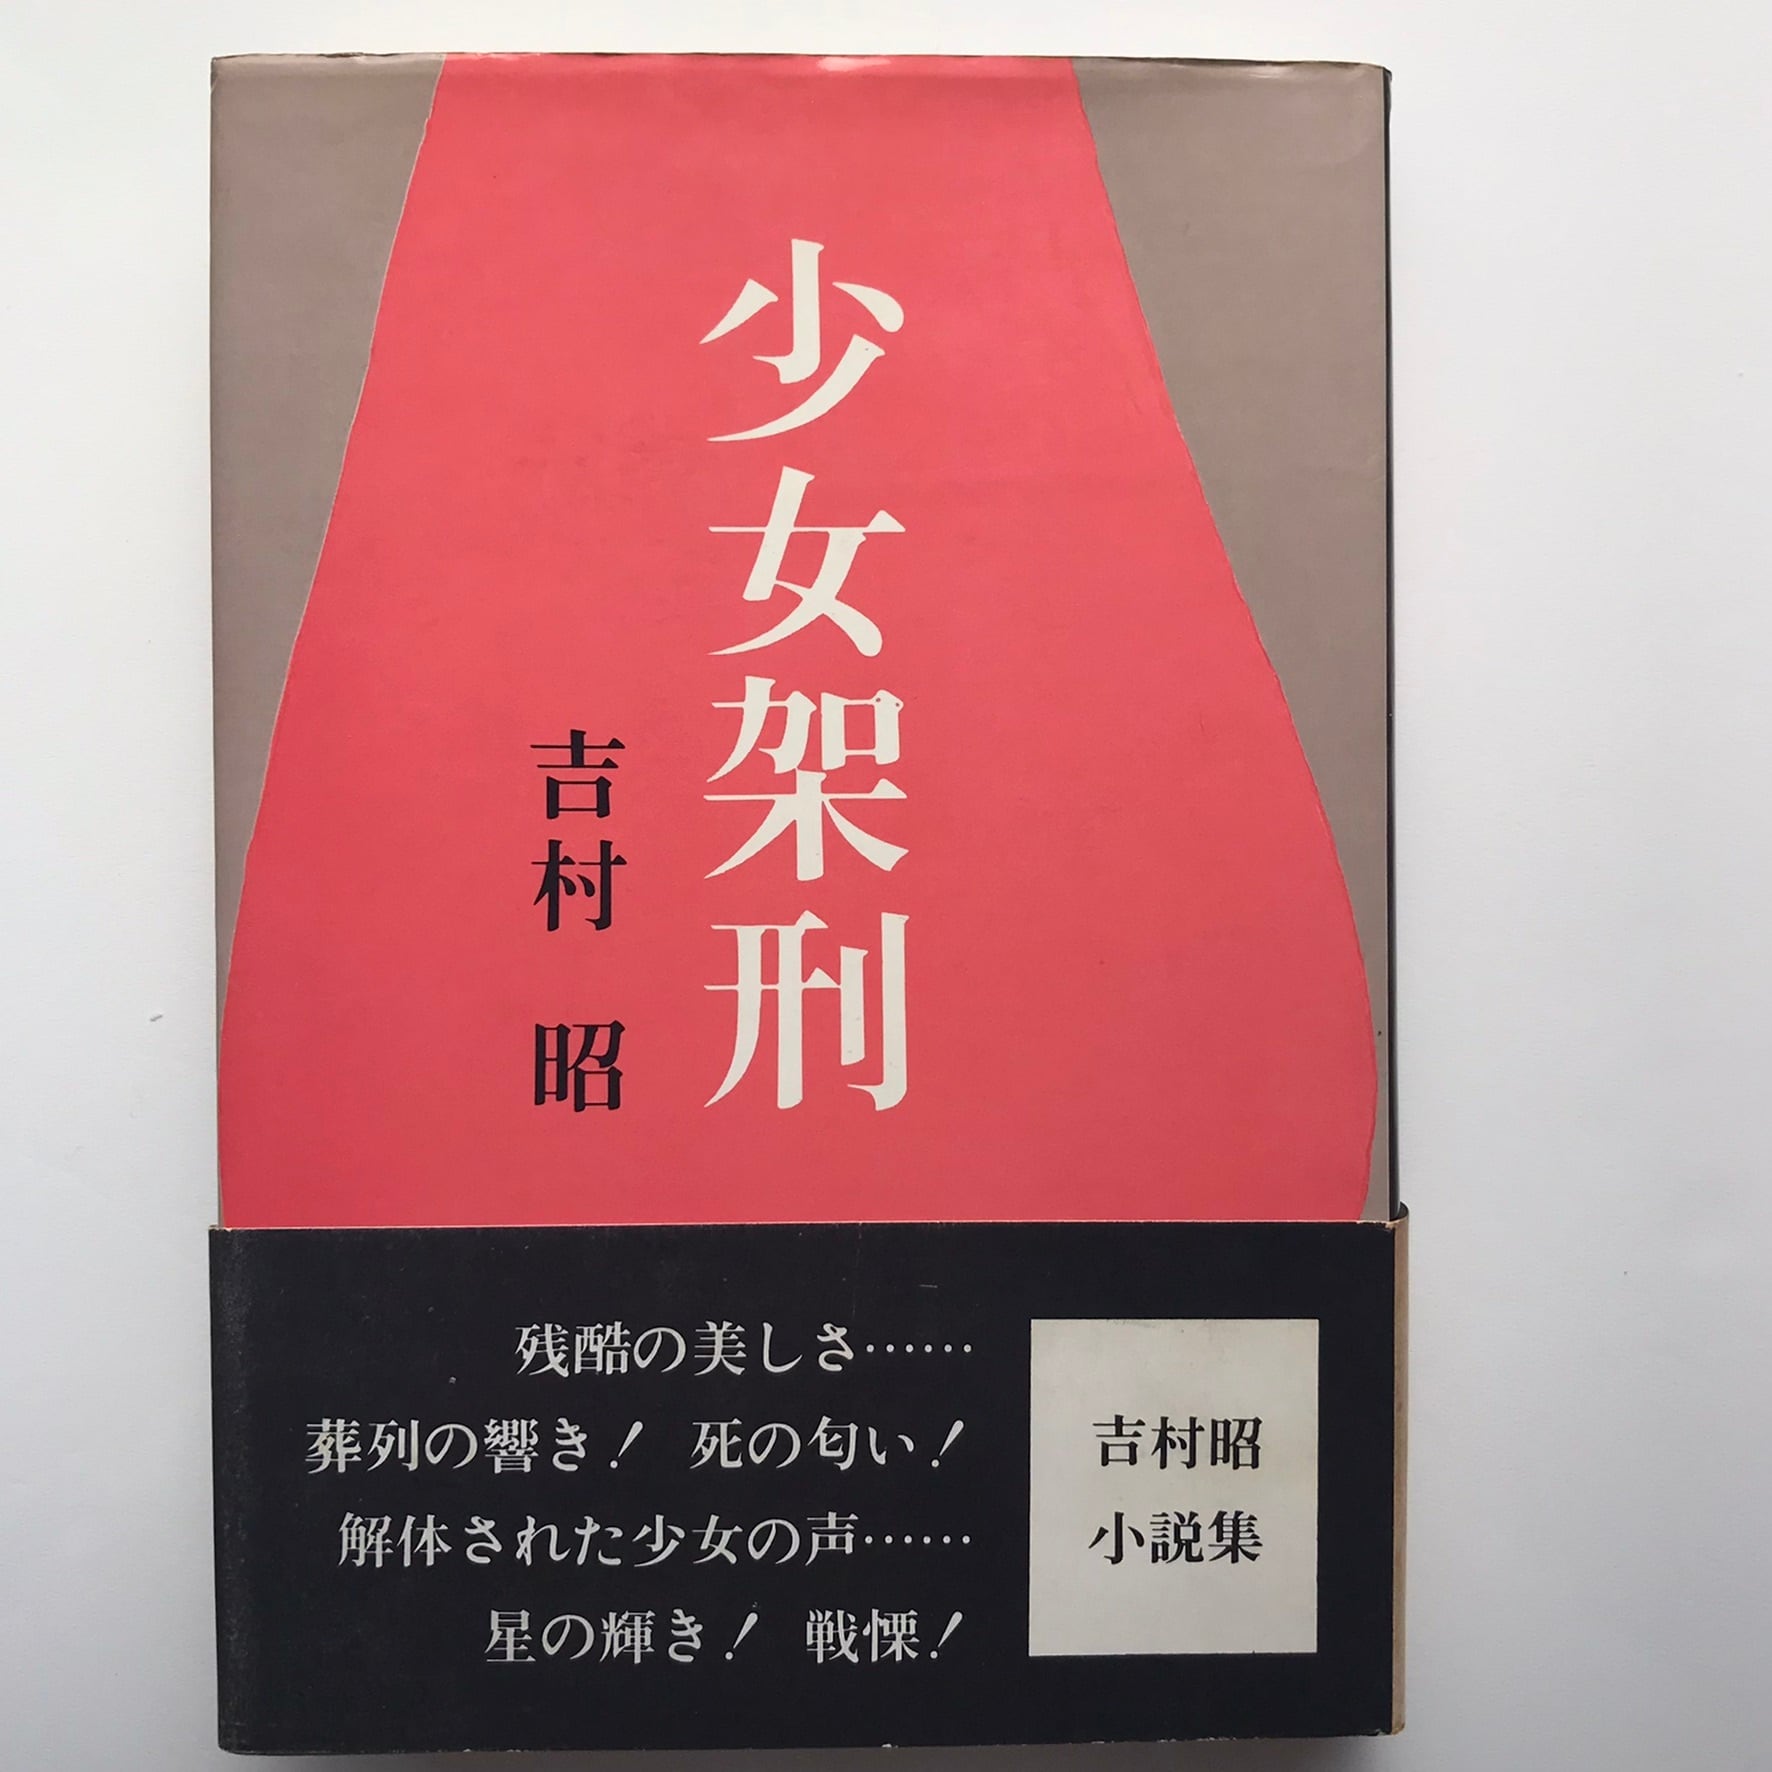 少女架刑
吉村 昭
残酷の美しさ……
葬列の響き! 死の匂い!
解体された少女の声……
星の輝き! 戦慄!
吉村昭
小説集